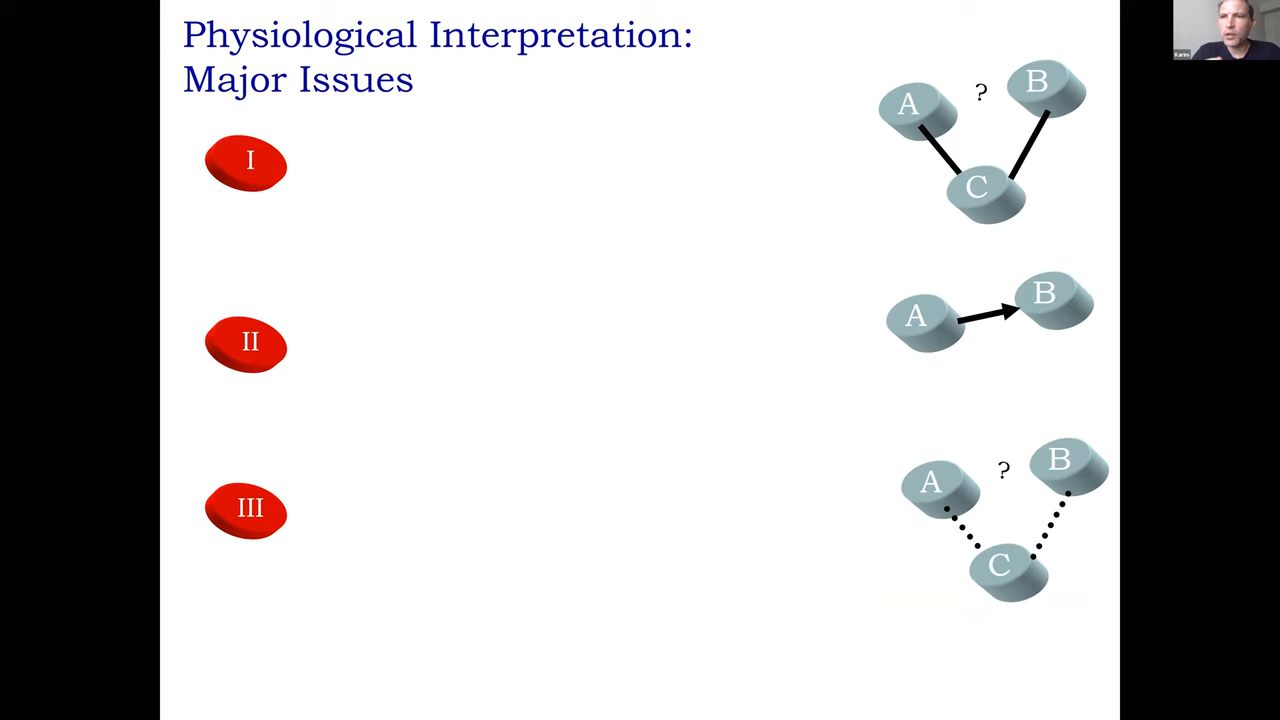 Physiological Interpretation:
Major Issues
Karim
I
A
?
B
C
II
A
B
III
A
?
B
C